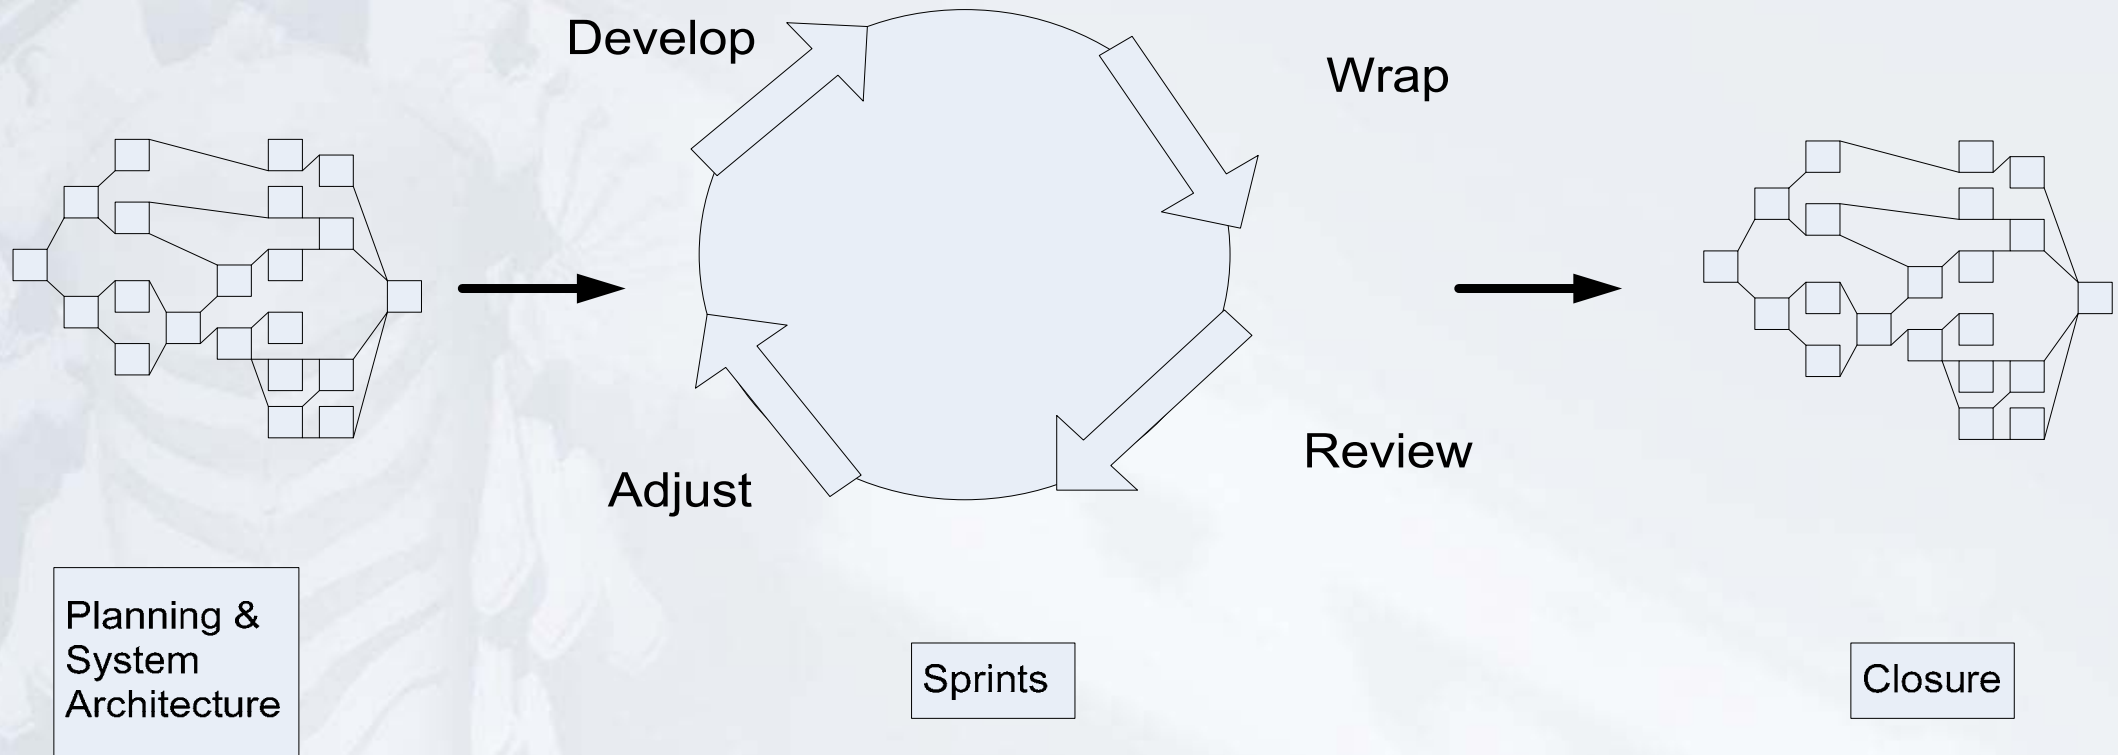 Develop
Wrap
Review
Adjust
Planning &
System
Architecture
Sprints
Closure